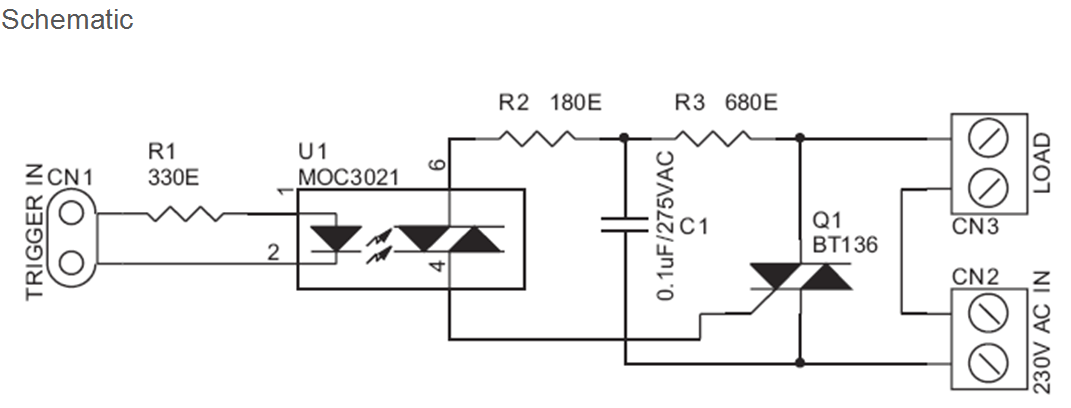 Schematic
R2 180E
R3 680E
R1
330E
U1
MOC3021
CN1
TRIGGER IN
1
2
6
4
0.1uF/275VAC
C1
Q1
BT136
LOAD
CN3
CN2
230V AC IN